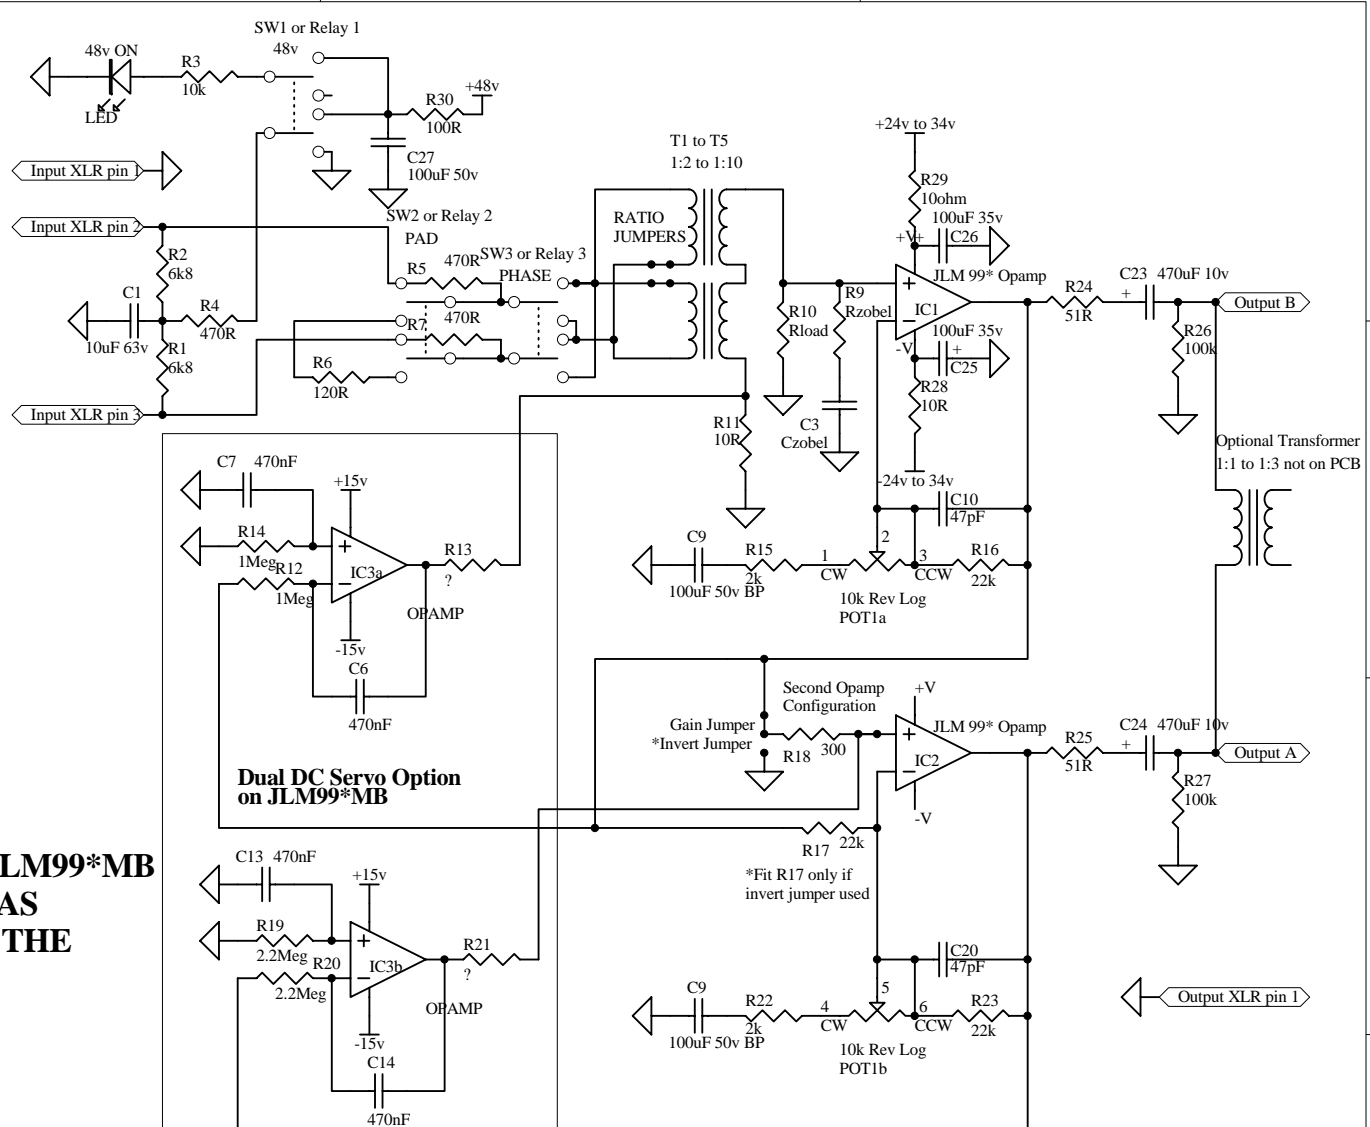 SW1 or Relay 1
48v
48v ON
R3
10k
LED
+48v
R30
100R
C27
100uF 50v
Input XLR pin 1
Input XLR pin 2
Input XLR pin 3
R2
6k8
C1
10uF 63v
R4
470R
R1
6k8
SW2 or Relay 2
PAD
R5
470R
SW3 or Relay 3
PHASE
R7
470R
R6
120R
T1 to T5
1:2 to 1:10
RATIO
JUMPERS
R11
10R
R10
Rload
R9
Rzobel
C3
Czobel
+24v to 34v
R29
10ohm
100uF 35v
+V+
C26
JLM 99* Opamp
+
IC1
−
100uF 35v
-V
+
C25
R28
10R
-24v to 34v
R24
51R
C23
470uF 10v
+
R26
100k
Output B
Optional Transformer
1:1 to 1:3 not on PCB
C10
47pF
C9
100uF 50v BP
R15
2k
1
CW
2
3
CCW
R16
22k
10k Rev Log
POT1a
C7
470nF
+15v
R14
1Meg
R12
1Meg
+
−
IC3a
R13
?
OPAMP
-15v
C6
470nF
Dual DC Servo Option
on JLM99*MB
Second Opamp
Configuration
Gain Jumper
*Invert Jumper
R18
300
+V
JLM 99* Opamp
+
IC2
−
-V
R25
51R
C24
470uF 10v
+
R27
100k
Output A
R17
22k
*Fit R17 only if
invert jumper used
LM99*MB
AS
THE
C13
470nF
+15v
R19
2.2Meg
R20
2.2Meg
+
−
IC3b
R21
?
OPAMP
-15v
C14
470nF
C20
47pF
C9
100uF 50v BP
R22
2k
4
CW
5
6
CCW
R23
22k
10k Rev Log
POT1b
Output XLR pin 1